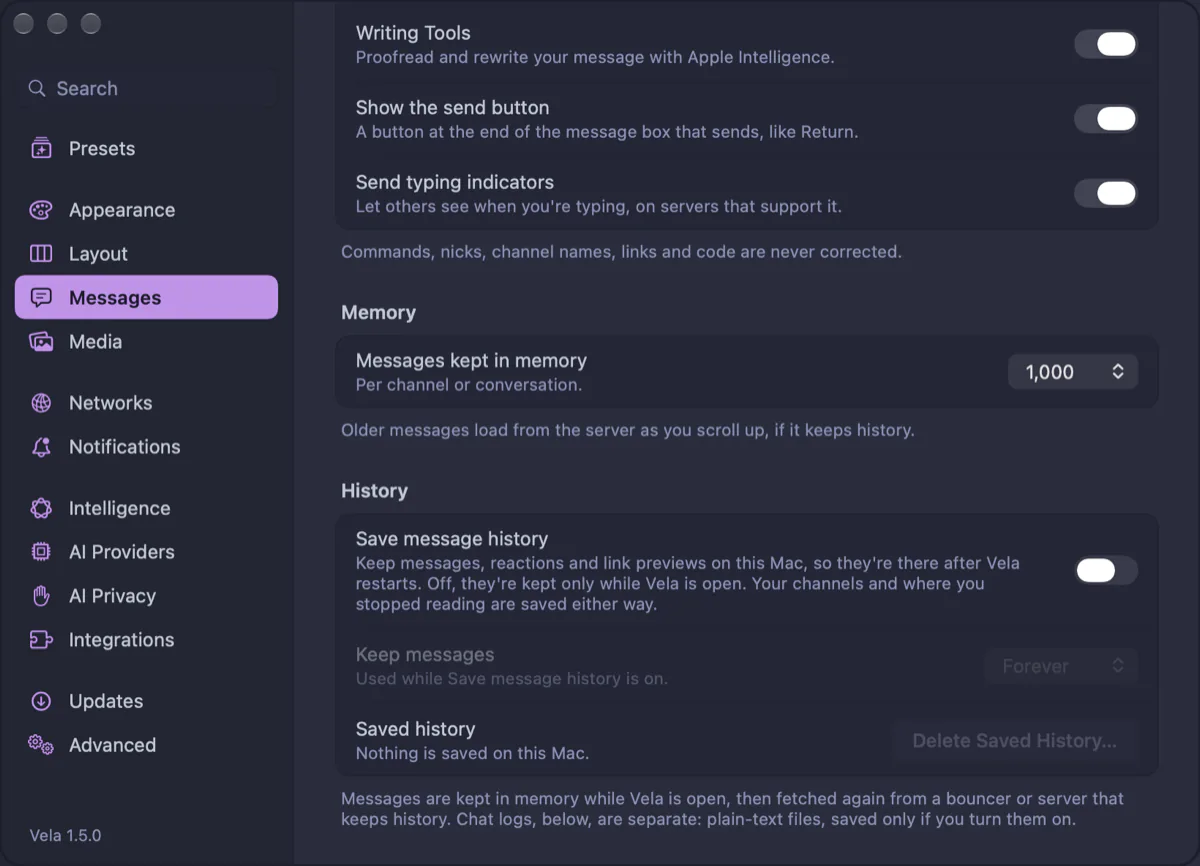 Search
Presets
Appearance
Layout
Messages
Media
Networks
Notifications
Intelligence
AI Providers
AI Privacy
Integrations
Updates
Advanced
Vela 1.5.0
Writing Tools
Proofread and rewrite your message with Apple Intelligence.
Show the send button
A button at the end of the message box that sends, like Return.
Send typing indicators
Let others see when you're typing, on servers that support it.
Commands, nicks, channel names, links and code are never corrected.
Memory
Messages kept in memory
Per channel or conversation.
1,000
Older messages load from the server as you scroll up, if it keeps history.
History
Save message history
Keep messages, reactions and link previews on this Mac, so they're there after Vela
restarts. Off, they're kept only while Vela is open. Your channels and where you
stopped reading are saved either way.
Keep messages
Used while Save message history is on.
Forever
Saved history
Nothing is saved on this Mac.
Delete Saved History...
Messages are kept in memory while Vela is open, then fetched again from a bouncer or server that
keeps history. Chat logs, below, are separate: plain-text files, saved only if you turn them on.